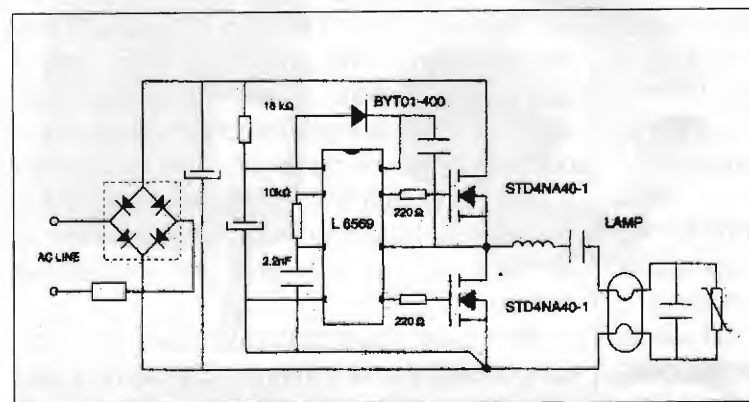 18 kΩ
BYT01-400
10kΩ
L 6569
220 Ω
STD4NA40-1
LAMP
AC LINE
2.2nF
220 Ω
STD4NA40-1